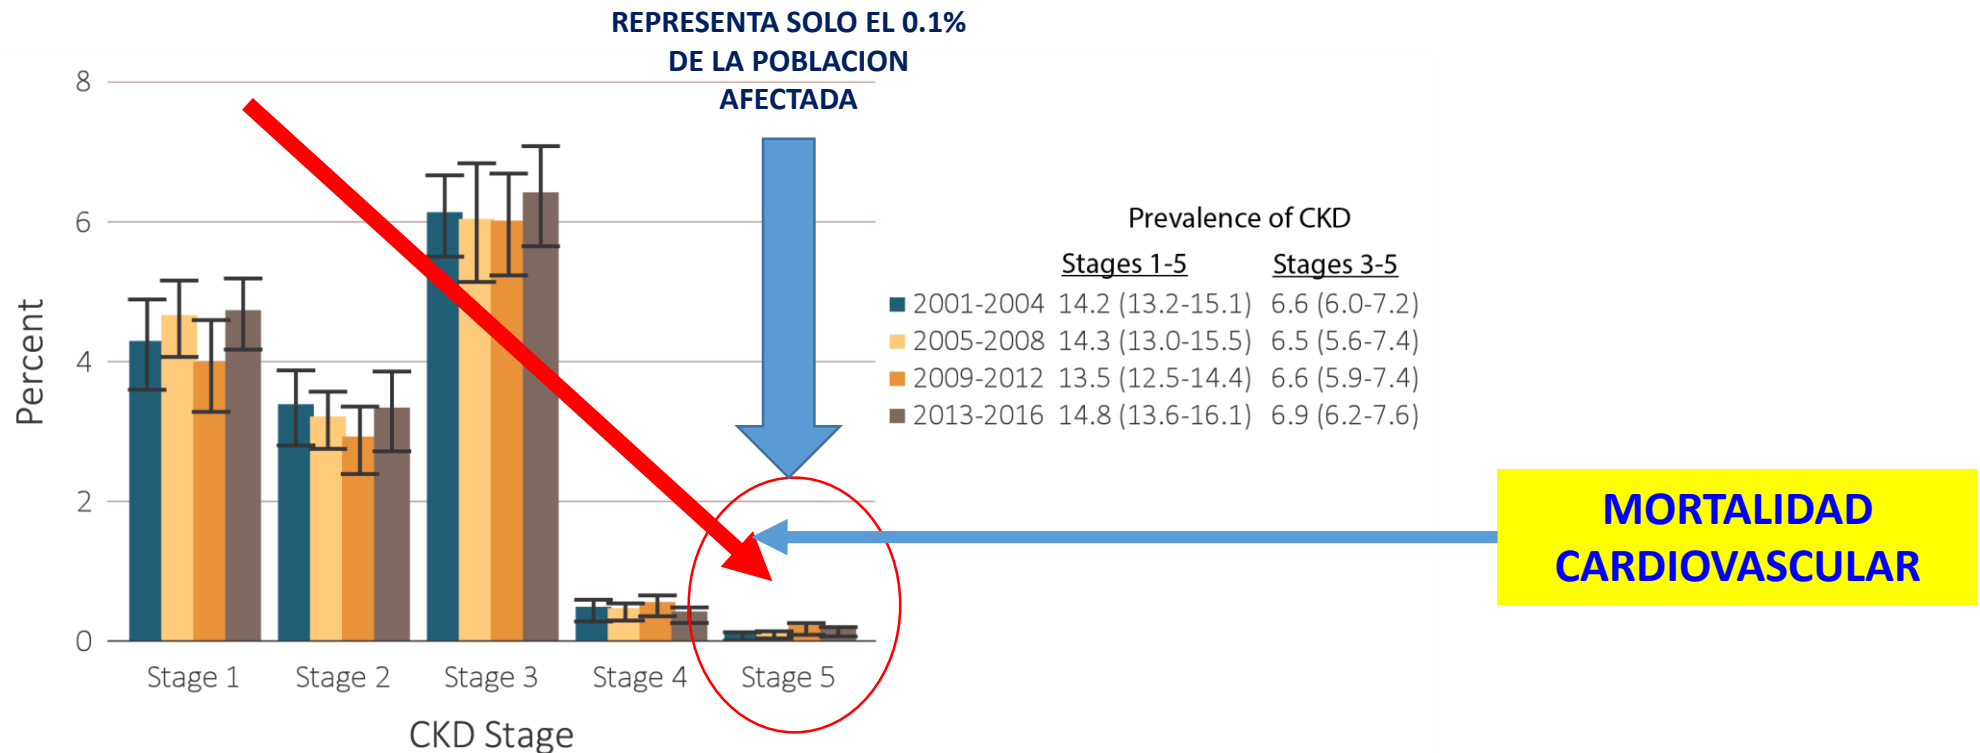 REPRESENTA SOLO EL 0.1%
DE LA POBLACION
AFECTADA
8
6
4
2
0
Percent
Stage 1
Stage 2
Stage 3
Stage 4
Stage 5
CKD Stage
Prevalence of CKD
Stages 1-5 Stages 3-5
2001-2004 14.2 (13.2-15.1) 6.6 (6.0-7.2)
2005-2008 14.3 (13.0-15.5) 6.5 (5.6-7.4)
2009-2012 13.5 (12.5-14.4) 6.6 (5.9-7.4)
2013-2016 14.8 (13.6-16.1) 6.9 (6.2-7.6)
MORTALIDAD
CARDIOVASCULAR